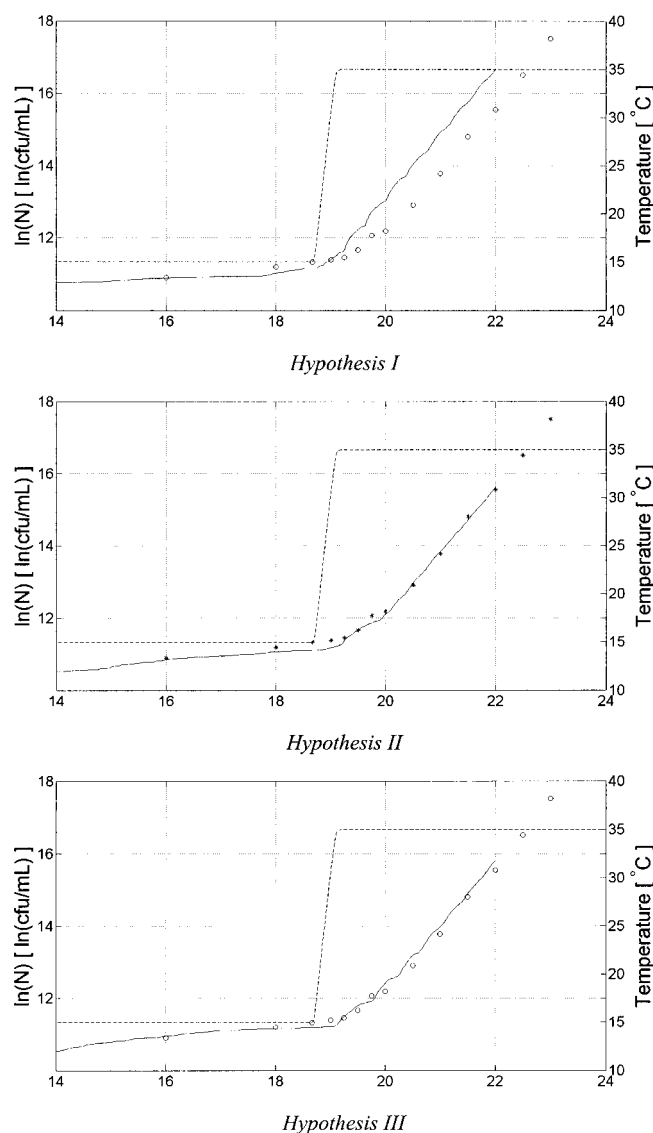 18
16
14
12
ln(N) [ ln(cfu/mL) ]
40
35
30
25
20
15
10
Temperature [ °C ]
14 16 18 20 22 24
Hypothesis I
18
16
14
12
ln(N) [ ln(cfu/mL) ]
40
35
30
25
20
15
10
Temperature [ °C ]
14 16 18 20 22 24
Hypothesis II
18
16
14
12
ln(N) [ ln(cfu/mL) ]
40
35
30
25
20
15
10
Temperature [ °C ]
14 16 18 20 22 24
Hypothesis III